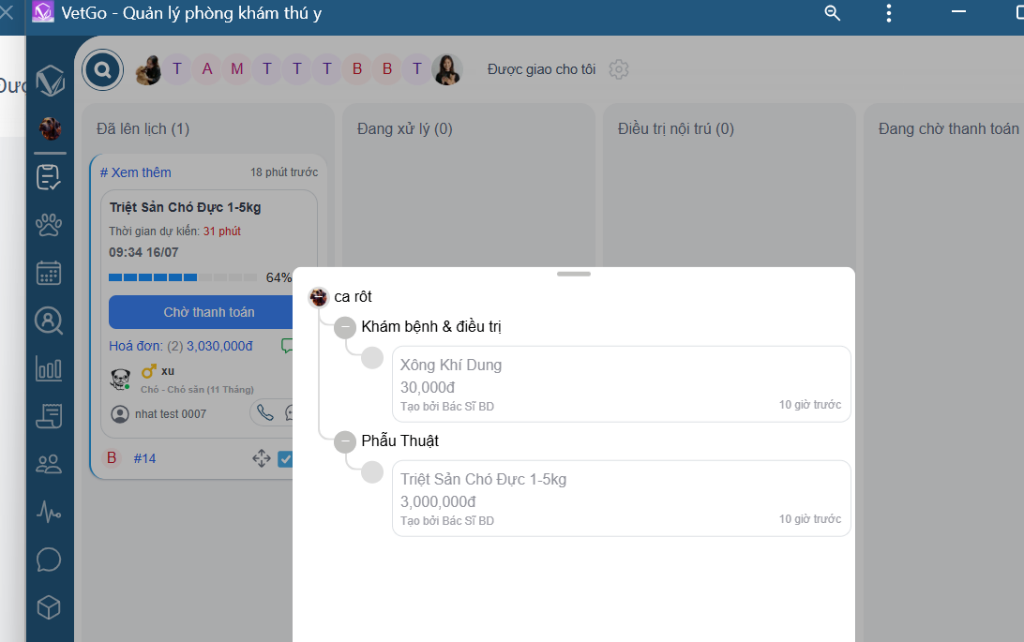 VetGo - Quản lý phòng khám thú y
T A M T T T B B T
Được giao cho tôi
Đã lên lịch (1)
Đang xử lý (0)
Điều trị nội trú (0)
Đang chờ thanh toán
# Xem thêm
18 phút trước
Triệt Sản Chó Đực 1-5kg
Thời gian dự kiến: 31 phút
09:34 16/07
64%
Chờ thanh toán
Hoá đơn: (2) 3,030,000đ
xu
Chó - Chó săn (11 Tháng)
nhat test 0007
B #14
ca rôt
Khám bệnh & điều trị
Xông Khí Dung
30,000đ
Tạo bởi Bác Sĩ BD
10 giờ trước
Phẫu Thuật
Triệt Sản Chó Đực 1-5kg
3,000,000đ
Tạo bởi Bác Sĩ BD
10 giờ trước